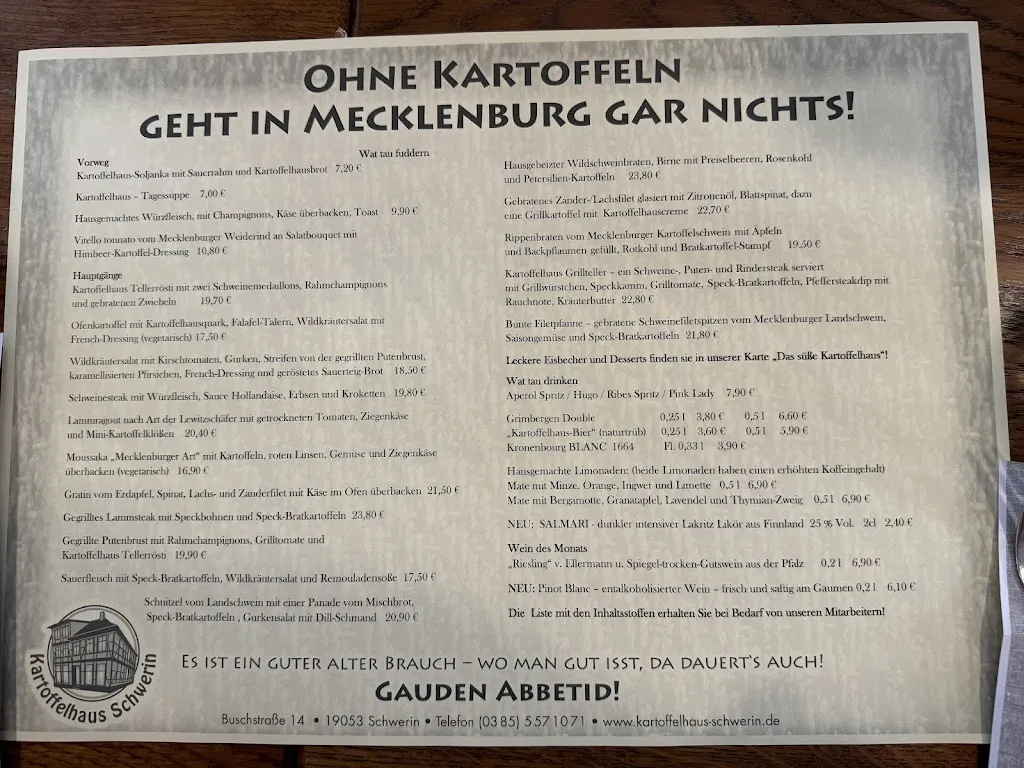 OHNE KARTOFFELN
GEHT IN MECKLENBURG GAR NICHTS!
Wat tau fuddern
Vorweg
Kartoffelhaus-Soljanka mit Sauerrahm und Kartoffelhausbrot 7,20 €
Kartoffelhaus – Tagessuppe 7,00 €
Hausgemachtes Würzfleisch, mit Champignons, Käse überbacken, Toast 9,90 €
Vitello tonnato vom Mecklenburger Weiderind an Salatbouquet mit
Himbeer-Kartoffel-Dressing 10,80 €
Hauptgänge
Kartoffelhaus Tellerrösti mit zwei Schweinemedaillons, Rahmchampignons
und gebratenen Zwiebeln 19,70 €
Ofenkartoffel mit Kartoffelhausquark, Falafel-Talern, Wildkräutersalat mit
French-Dressing (vegetarisch) 17,50 €
Wildkräutersalat mit Kirschtomaten, Gurken, Streifen von der gegrillten Putenbrust,
karamellisierten Pfirsichen, French-Dressing und geröstetes Sauerteig-Brot 18,50 €
Schweinesteak mit Würzfleisch, Sauce Hollandaise, Erbsen und Kroketten 19,80 €
Lammragout nach Art der Lewitzschäfer mit getrockneten Tomaten, Ziegenkäse
und Mini-Kartoffelklößen 20,40 €
Moussaka „Mecklenburger Art" mit Kartoffeln, roten Linsen, Gemüse und Ziegenkäse
überbacken (vegetarisch) 16,90 €
Gratin vom Erdapfel, Spinat, Lachs- und Zanderfilet mit Käse im Ofen überbacken 21,50 €
Gegrilltes Lammsteak mit Speckbohnen und Speck-Bratkartoffeln 23,80 €
Gegrillte Putenbrust mit Rahmchampignons, Grilltomate und
Kartoffelhaus Tellerrösti 19,90 €
Sauerfleisch mit Speck-Bratkartoffeln, Wildkräutersalat und Remouladensoße 17,50 €
Schnitzel vom Landschwein mit einer Panade vom Mischbrot,
Speck-Bratkartoffeln , Gurkensalat mit Dill-Schmand 20,90 €
Hausgebeizter Wildschweinbraten, Birne mit Preiselbeeren, Rosenkohl
und Petersilien-Kartoffeln 23,80 €
Gebratenes Zander-/Lachsfilet glasiert mit Zitronenöl, Blattspinat, dazu
eine Grillkartoffel mit Kartoffelhauscreme 22,70 €
Rippenbraten vom Mecklenburger Kartoffelschwein mit Äpfeln
und Backpflaumen gefüllt, Rotkohl und Bratkartoffel-Stampf 19,50 €
Kartoffelhaus Grillteller – ein Schweine-, Puten- und Rindersteak serviert
mit Grillwürstchen, Speckkamm, Grilltomate, Speck-Bratkartoffeln, Pfeffersteakdip mit
Rauchnote, Kräuterbutter 22,80 €
Bunte Filetpfanne – gebratene Schweinefiletspitzen vom Mecklenburger Landschwein,
Saisongemüse und Speck-Bratkartoffeln 21,80 €
Leckere Eisbecher und Desserts finden sie in unserer Karte „Das süße Kartoffelhaus"!
Wat tau drinken
Aperol Spritz / Hugo / Ribes Spritz / Pink Lady 7,90 €
Grimbergen Double 0,25 l 3,80 € 0,5 l 6,60 €
„Kartoffelhaus-Bier" (naturtrüb) 0,25 l 3,60 € 0,5 l 5,90 €
Kronenbourg BLANC 1664 Fl. 0,33 l 3,90 €
Hausgemachte Limonaden: (beide Limonaden haben einen erhöhten Koffeingehalt)
Mate mit Minze, Orange, Ingwer und Limette 0,5 l 6,90 €
Mate mit Bergamotte, Granatapfel, Lavendel und Thymian-Zweig 0,5 l 6,90 €
NEU: SALMARI - dunkler intensiver Lakritz Likör aus Finnland 25 % Vol. 2cl 2,40 €
Wein des Monats
„Riesling" v. Ellermann u. Spiegel-trocken-Gutswein aus der Pfalz 0,2 l 6,90 €
NEU: Pinot Blanc – entalkoholisierter Wein – frisch und saftig am Gaumen 0,2 l 6,10 €
Die Liste mit den Inhaltsstoffen erhalten Sie bei Bedarf von unseren Mitarbeitern!
Kartoffelhaus Schwerin
ES IST EIN GUTER ALTER BRAUCH – WO MAN GUT ISST, DA DAUERT'S AUCH!
GAUDEN ABBETID!
Buschstraße 14 • 19053 Schwerin • Telefon (0385) 5571071 • www.kartoffelhaus-schwerin.de